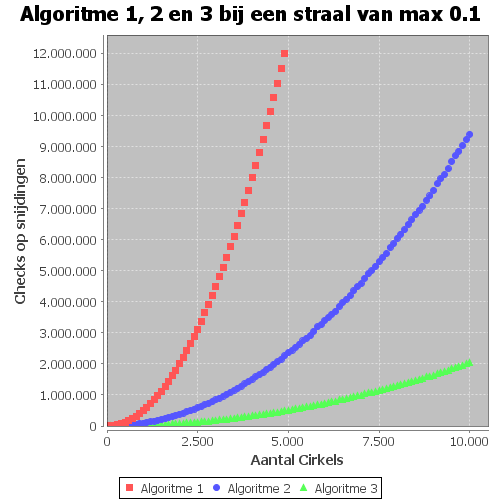 Algoritme 1, 2 en 3 bij een straal van max 0.1
12.000.000
11.000.000
10.000.000
9.000.000
8.000.000
7.000.000
6.000.000
5.000.000
4.000.000
3.000.000
2.000.000
1.000.000
0
Checks op snijdingen
0 2.500 5.000 7.500 10.000
Aantal Cirkels
Algoritme 1 Algoritme 2 Algoritme 3